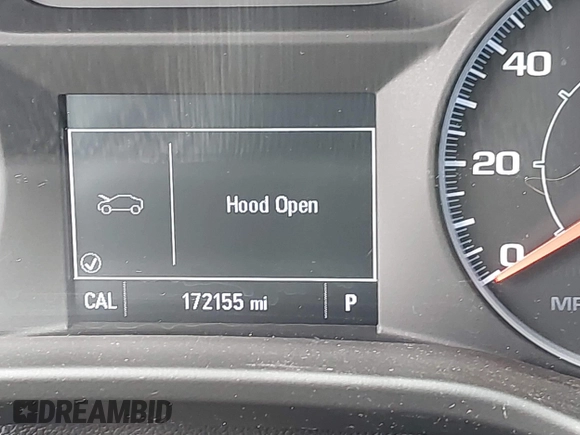 40
20
0
Hood Open
CAL 172155 mi P
DREAMBID